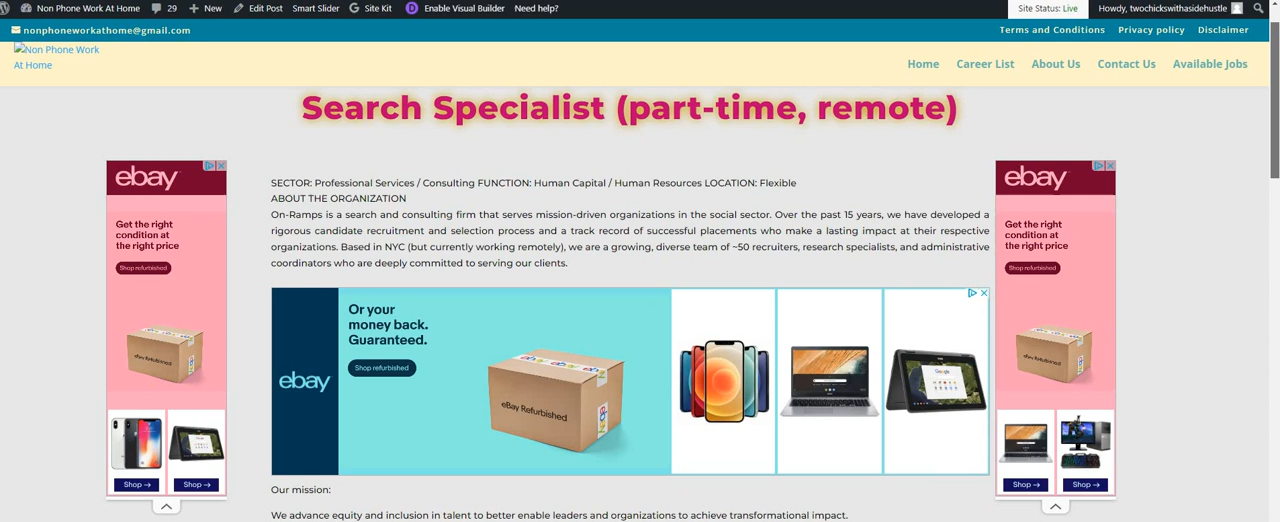 Non Phone Work At Home 29 New Edit Post Smart Slider Site Kit Enable Visual Builder Need help? Site Status: Live Howdy, twochickswithasidehustle
nonphoneworkathome@gmail.com Terms and Conditions Privacy policy Disclaimer
Non Phone Work
At Home
Home Career List About Us Contact Us Available Jobs
Search Specialist (part-time, remote)
ebay
Get the right
condition at
the right price
Shop refurbished
eBay Refurbished
Shop → Shop →
SECTOR: Professional Services / Consulting FUNCTION: Human Capital / Human Resources LOCATION: Flexible
ABOUT THE ORGANIZATION
On-Ramps is a search and consulting firm that serves mission-driven organizations in the social sector. Over the past 15 years, we have developed a
rigorous candidate recruitment and selection process and a track record of successful placements who make a lasting impact at their respective
organizations. Based in NYC (but currently working remotely), we are a growing, diverse team of ~50 recruiters, research specialists, and administrative
coordinators who are deeply committed to serving our clients.
ebay
Or your
money back.
Guaranteed.
Shop refurbished
eBay Refurbished
Google
Our mission:
We advance equity and inclusion in talent to better enable leaders and organizations to achieve transformational impact.
ebay
Get the right
condition at
the right price
Shop refurbished
eBay Refurbished
Shop → Shop →